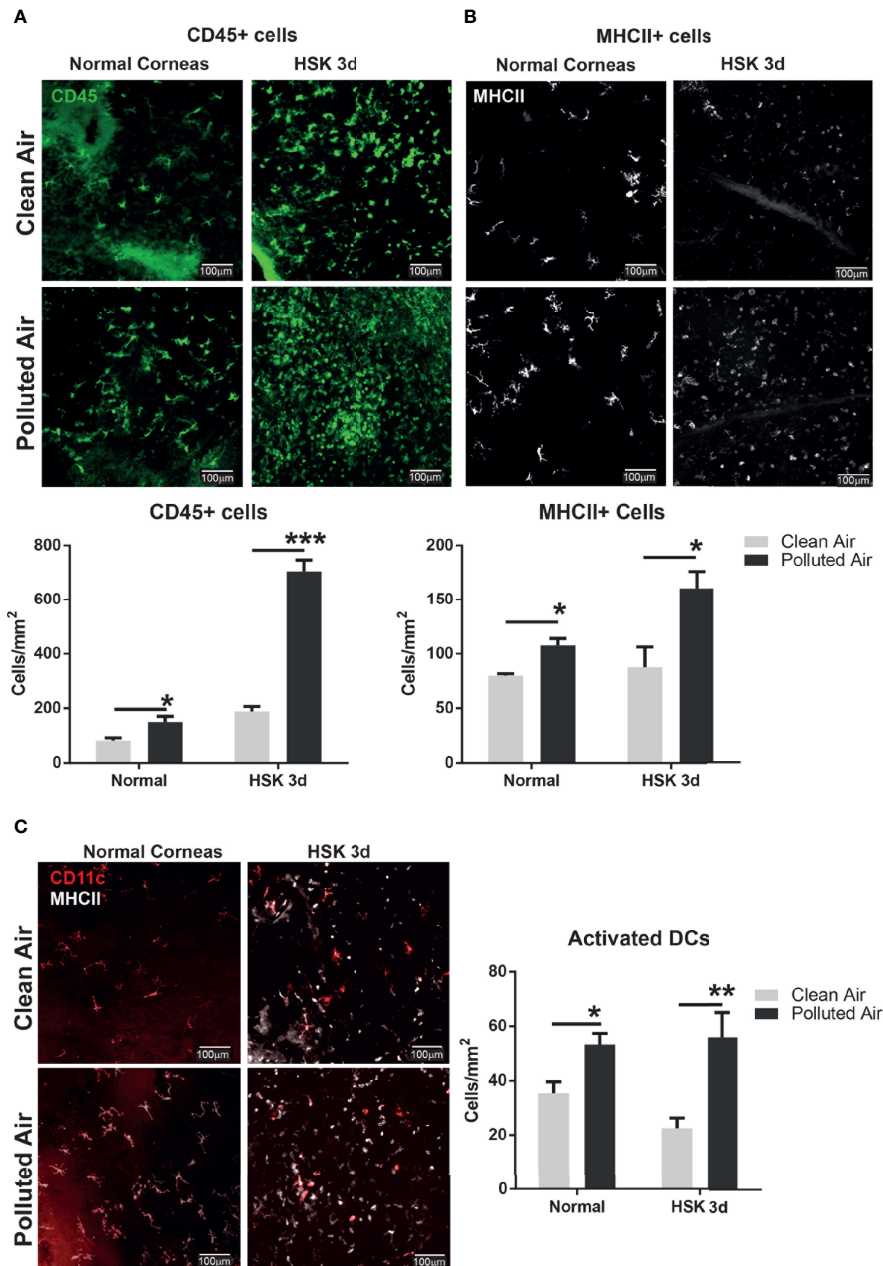 A
CD45+ cells
Normal Corneas HSK 3d
CD45
Clean Air
100μm
100μm
Polluted Air
100μm
100μm
CD45+ cells
800
600
400
200
0
Cells/mm²
*
***
Normal HSK 3d
B
MHCII+ cells
Normal Corneas HSK 3d
MHCII
100μm
100μm
100μm
100μm
MHCII+ Cells
200
150
100
50
0
Cells/mm²
*
*
Normal HSK 3d
Clean Air
Polluted Air
C
Normal Corneas HSK 3d
CD11c
MHCII
Clean Air
100μm
100μm
Polluted Air
100μm
100μm
Activated DCs
80
60
40
20
0
Cells/mm²
*
**
Normal HSK 3d
Clean Air
Polluted Air